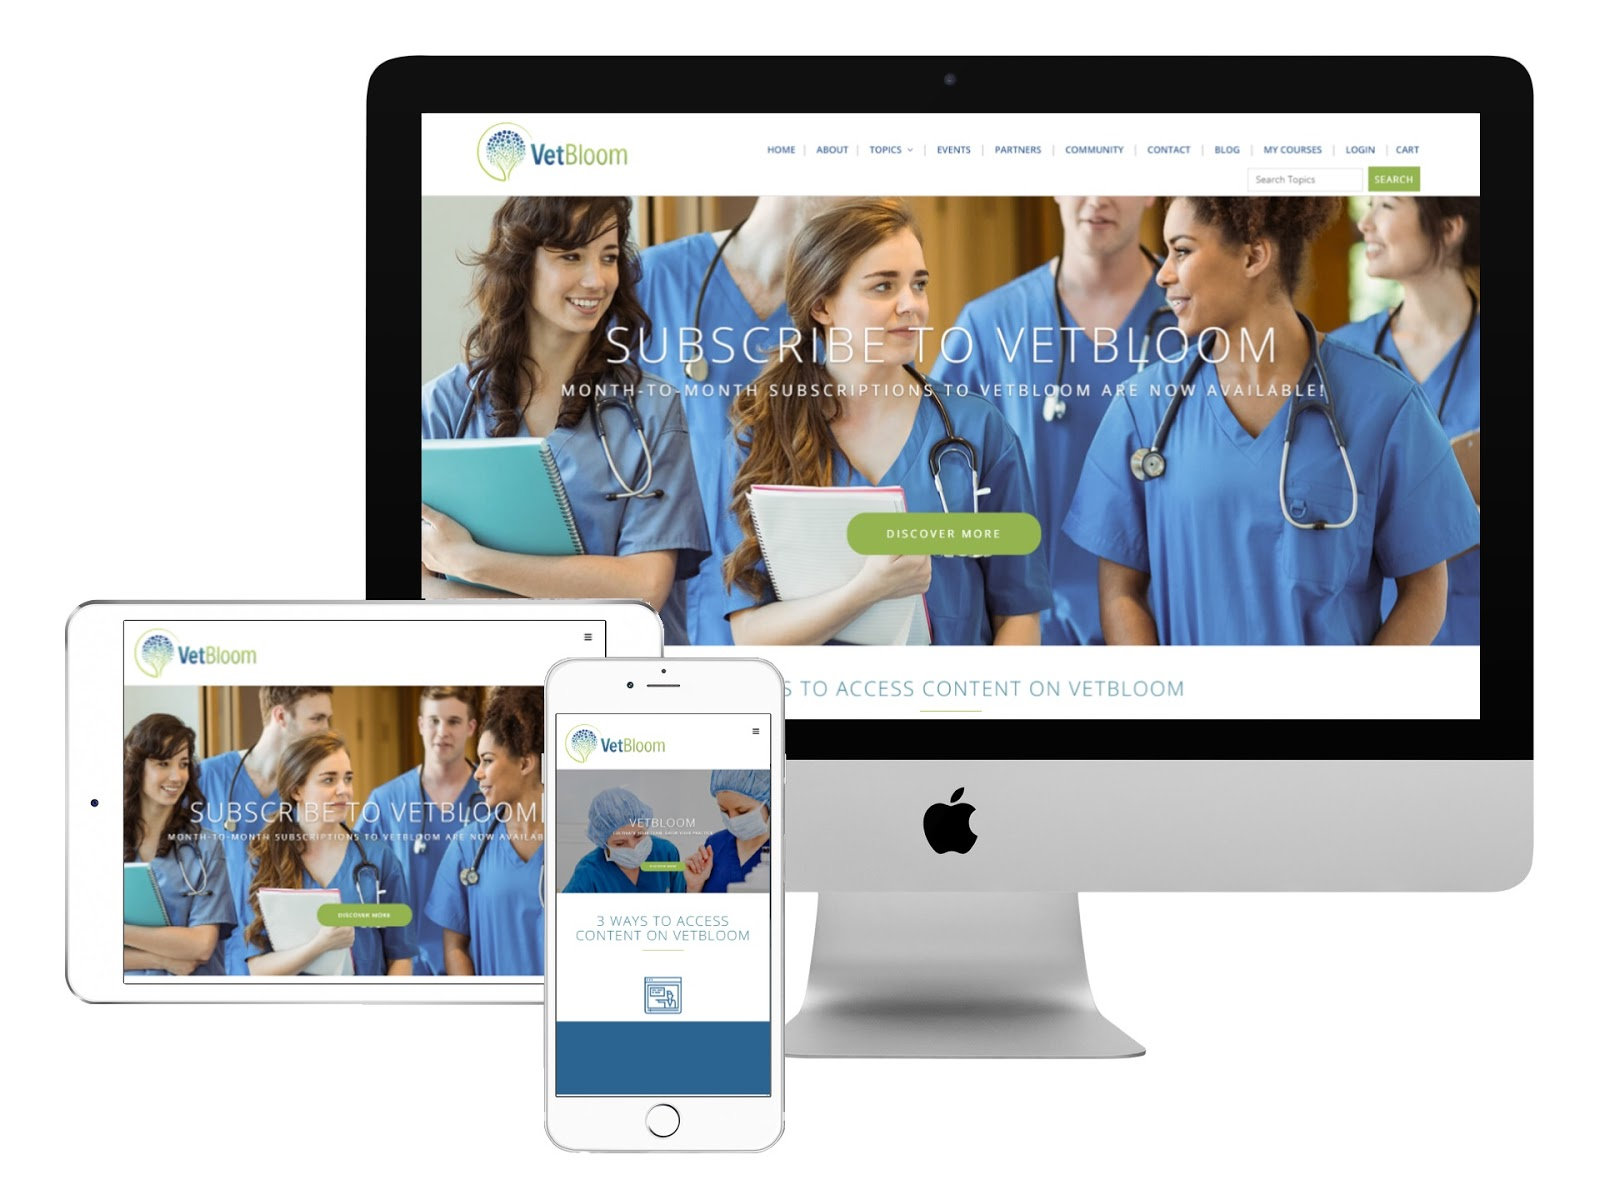 VetBloom
HOME ABOUT TOPICS EVENTS PARTNERS COMMUNITY CONTACT BLOG MY COURSES LOGIN CART
Search Topics SEARCH
SUBSCRIBE TO VETBLOOM
MONTH-TO-MONTH SUBSCRIPTIONS TO VETBLOOM ARE NOW AVAILABLE!
DISCOVER MORE
TO ACCESS CONTENT ON VETBLOOM
VetBloom
SUBSCRIBE TO VETBLOOM
MONTH-TO-MONTH SUBSCRIPTIONS TO VETBLOOM ARE NOW AVAILAB
DISCOVER MORE
VetBloom
VETBLOOM
DISCOVER MORE
3 WAYS TO ACCESS
CONTENT ON VETBLOOM